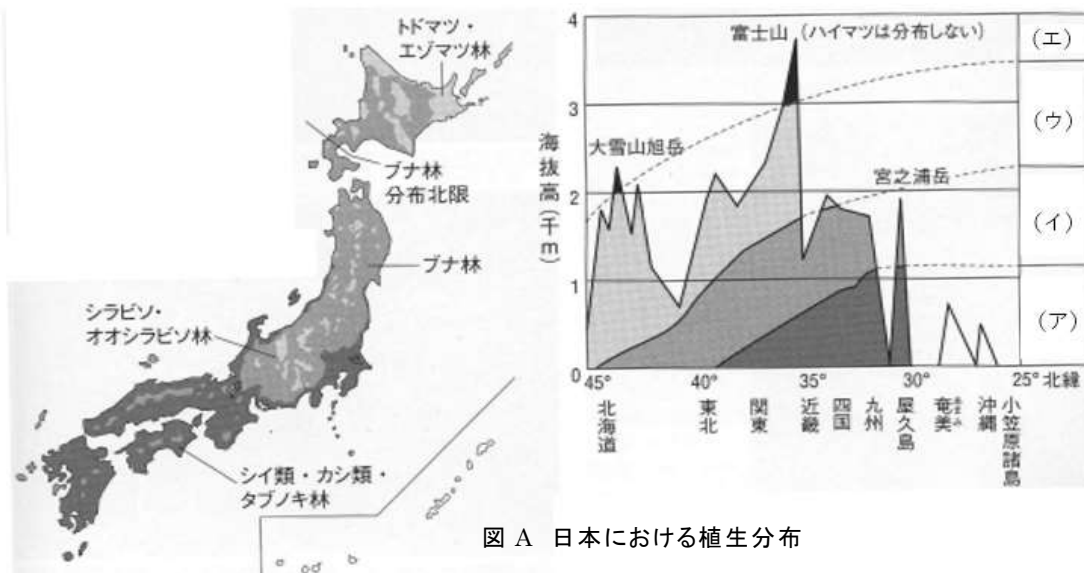 トドマツ・
エゾマツ林
ブナ林
分布北限
ブナ林
シラビソ・
オオシラビソ林
シイ類・カシ類・
タブノキ林
富士山 (ハイマツは分布しない)
大雪山旭岳
宮之浦岳
海抜高(千m)
4
3
2
1
0
(エ)
(ウ)
(イ)
(ア)
45° 40° 35° 30° 25° 北緯
北海道
東北
関東
近畿
四国
九州
屋久島
奄美
あまみ
沖縄
小笠原諸島
図 A 日本における植生分布